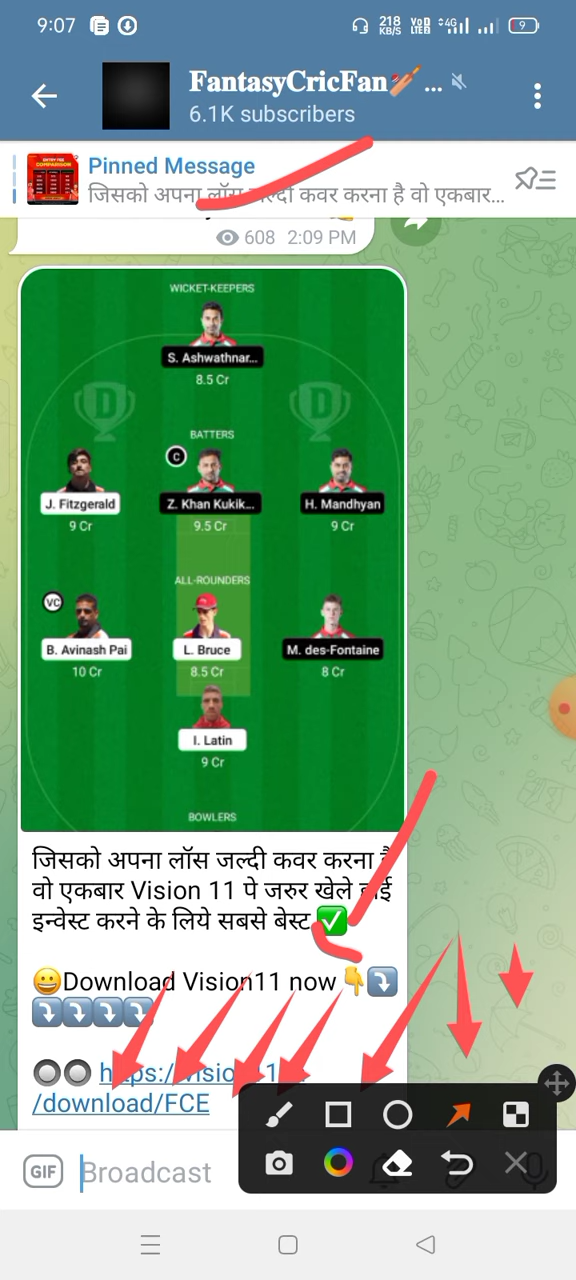 9:07 218 KB/S VoD LTE2 4G 9
FantasyCricFan🏏 ...
6.1K subscribers
Pinned Message
जिसको अपना लॉस जल्दी कवर करना है वो एकबार...
608 2:09 PM
WICKET-KEEPERS
S. Ashwathnar...
8.5 Cr
BATTERS
C
J. Fitzgerald Z. Khan Kukik... H. Mandhyan
9 Cr 9.5 Cr 9 Cr
ALL-ROUNDERS
VC
B. Avinash Pai L. Bruce M. des-Fontaine
10 Cr 8.5 Cr 8 Cr
I. Latin
9 Cr
BOWLERS
जिसको अपना लॉस जल्दी कवर करना है
वो एकबार Vision 11 पे जरुर खेले हाई
इन्वेस्ट करने के लिये सबसे बेस्ट ✅
😀Download Vision11 now 👇⤵️
⤵️⤵️⤵️⤵️
/download/FCE
GIF Broadcast